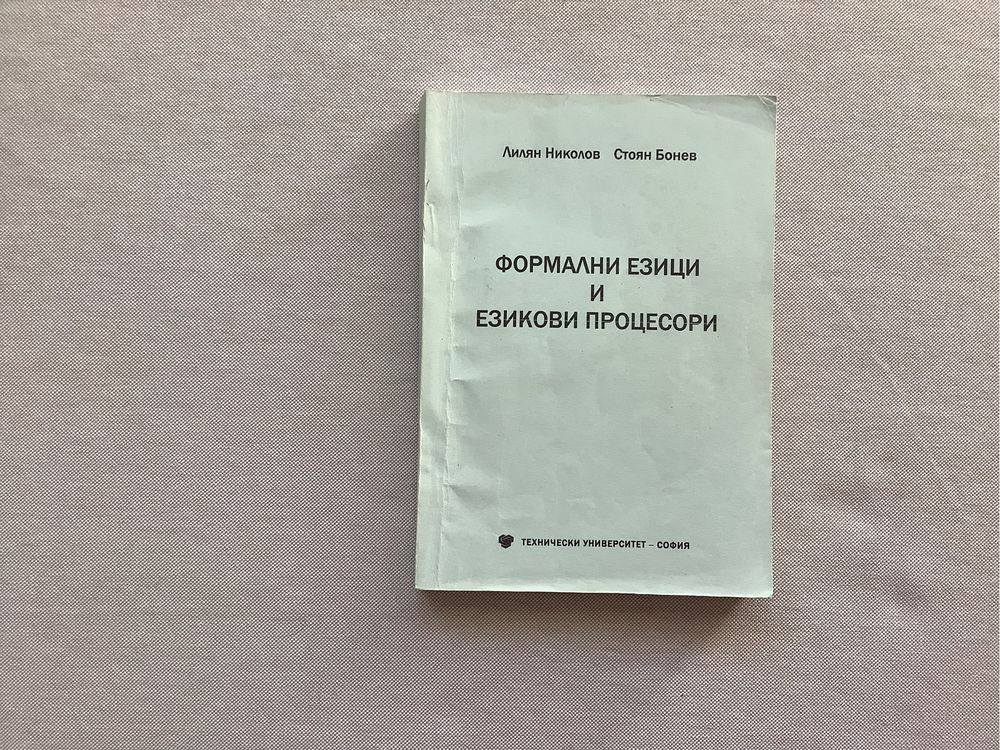 Лилян Николов Стоян Бонев
ФОРМАЛНИ ЕЗИЦИ
И
ЕЗИКОВИ ПРОЦЕСОРИ
ТЕХНИЧЕСКИ УНИВЕРСИТЕТ – СОФИЯ